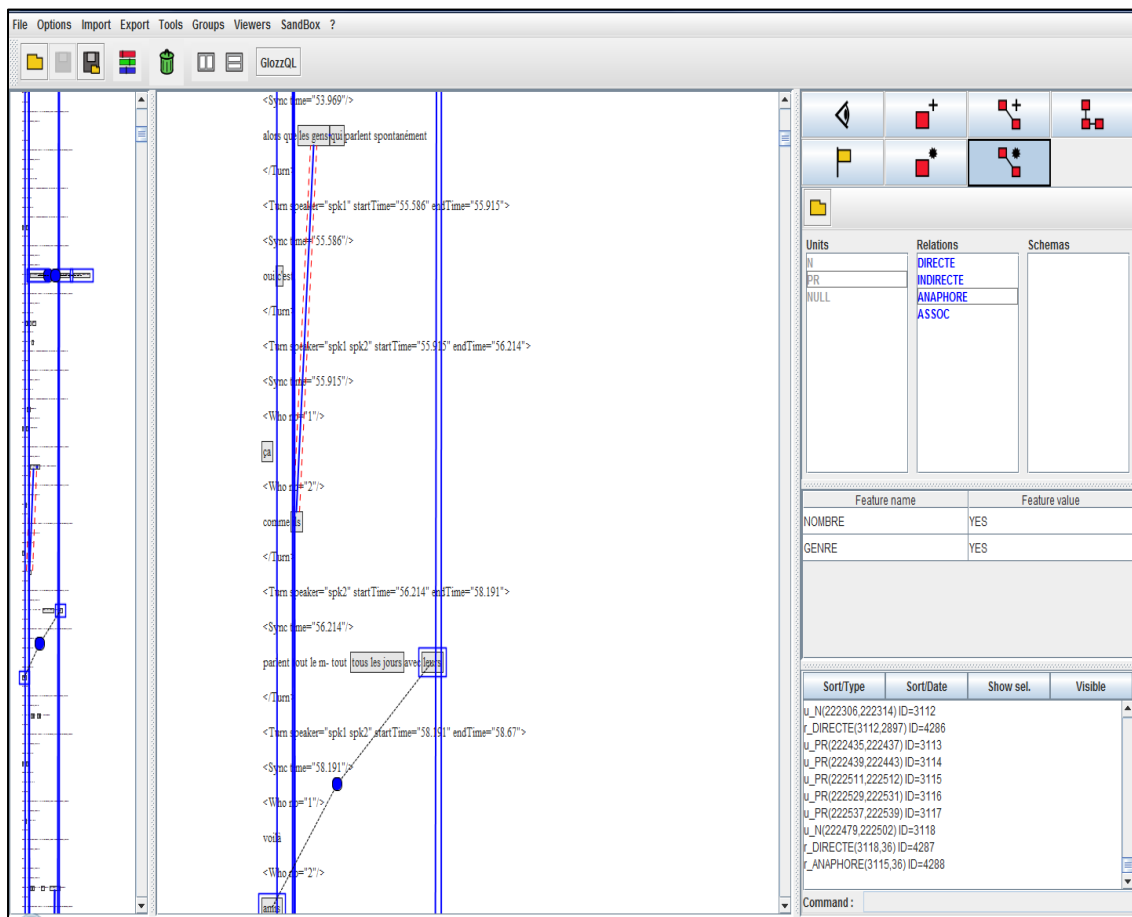 File Options Import Export Tools Groups Viewers SandBox ?
GlozzQL
<Sync time="53.969"/>
alors que les gens qui parlent spontanément
</Turn>
<Turn speaker="spk1" startTime="55.586" endTime="55.915">
<Sync time="55.586"/>
oui c'est
</Turn>
<Turn speaker="spk1 spk2" startTime="55.915" endTime="56.214">
<Sync time="55.915"/>
<Who no="1"/>
ça
<Who no="2"/>
comme ils
</Turn>
<Turn speaker="spk2" startTime="56.214" endTime="58.191">
<Sync time="56.214"/>
parlent tout le m- tout tous les jours avec leurs
</Turn>
<Turn speaker="spk1 spk2" startTime="58.191" endTime="58.67">
<Sync time="58.191"/>
<Who no="1"/>
voilà
<Who no="2"/>
amis
Units Relations Schemas
N DIRECTE
PR INDIRECTE
NULL ANAPHORE
ASSOC
Feature name Feature value
NOMBRE YES
GENRE YES
Sort/Type Sort/Date Show sel. Visible
u_N(222306,222314) ID=3112
r_DIRECTE(3112,2897) ID=4286
u_PR(222435,222437) ID=3113
u_PR(222439,222443) ID=3114
u_PR(222511,222512) ID=3115
u_PR(222529,222531) ID=3116
u_PR(222537,222539) ID=3117
u_N(222479,222502) ID=3118
r_DIRECTE(3118,36) ID=4287
r_ANAPHORE(3115,36) ID=4288
Command :